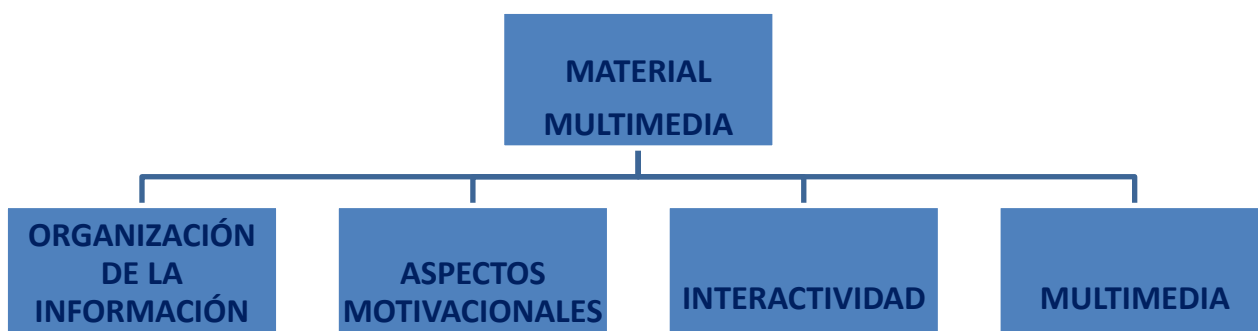 MATERIAL
MULTIMEDIA
ORGANIZACIÓN
DE LA
INFORMACIÓN
ASPECTOS
MOTIVACIONALES
INTERACTIVIDAD
MULTIMEDIA